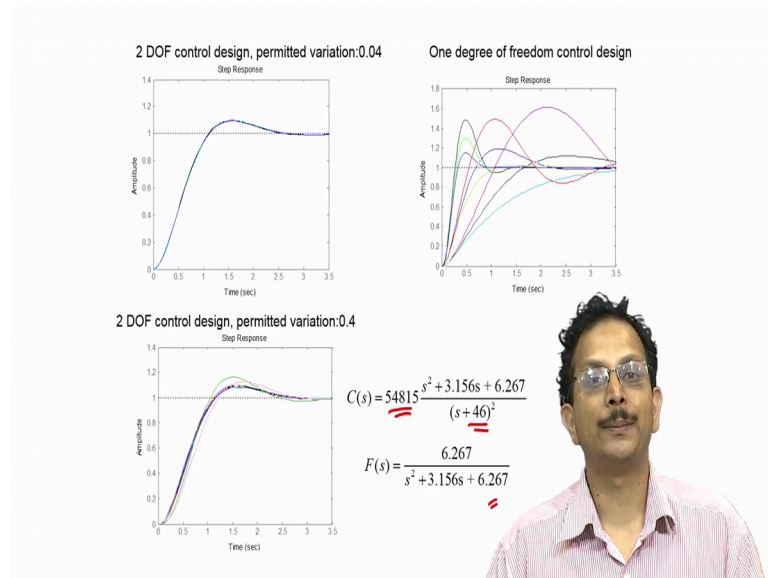 2 DOF control design, permitted variation:0.04
Step Response
1.4
1.2
1
0.8
0.6
0.4
0.2
0
Amplitude
0 0.5 1 1.5 2 2.5 3 3.5
Time (sec)
One degree of freedom control design
Step Response
1.8
1.6
1.4
1.2
1
0.8
0.6
0.4
0.2
0
Amplitude
0 0.5 1 1.5 2 2.5 3 3.5
Time (sec)
2 DOF control design, permitted variation:0.4
Step Response
1.4
1.2
1
0.8
0.6
0.4
0.2
0
Amplitude
0 0.5 1 1.5 2 2.5 3 3.5
Time (sec)
C(s) = 54815 (s² + 3.156s + 6.267) / (s + 46)²
F(s) = 6.267 / (s² + 3.156s + 6.267)